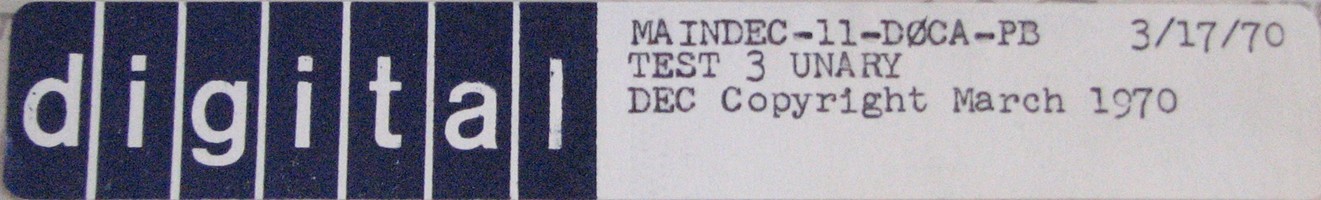 digital
MAINDEC-11-DØCA-PB 3/17/70
TEST 3 UNARY
DEC Copyright March 1970